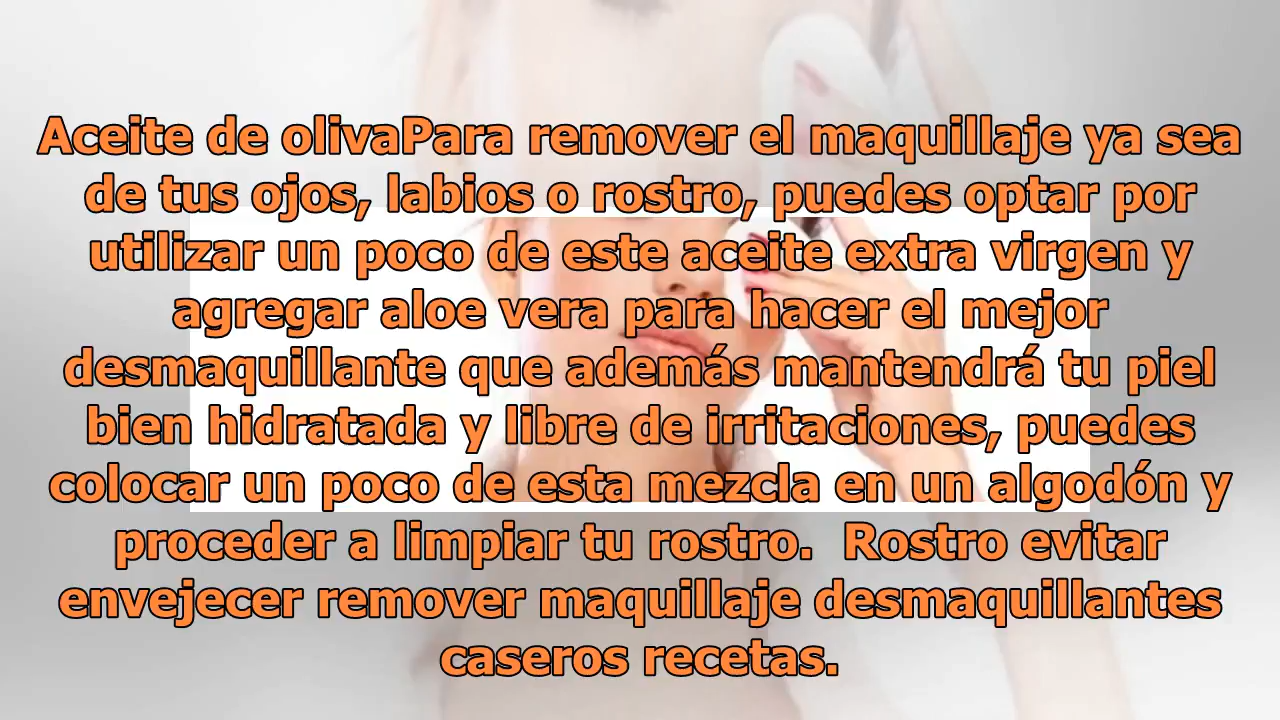 Aceite de olivaPara remover el maquillaje ya sea
de tus ojos, labios o rostro, puedes optar por
utilizar un poco de este aceite extra virgen y
agregar aloe vera para hacer el mejor
desmaquillante que además mantendrá tu piel
bien hidratada y libre de irritaciones, puedes
colocar un poco de esta mezcla en un algodón y
proceder a limpiar tu rostro.  Rostro evitar
envejecer remover maquillaje desmaquillantes
caseros recetas.